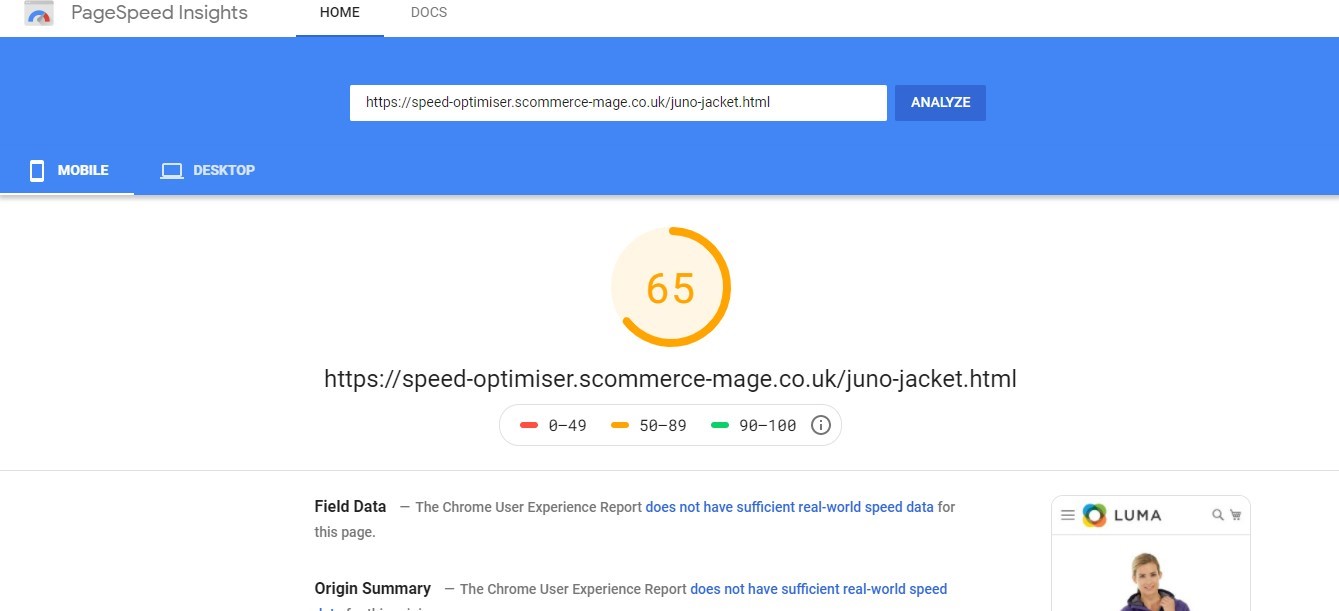 PageSpeed Insights
HOME
DOCS
https://speed-optimiser.scommerce-mage.co.uk/juno-jacket.html
ANALYZE
MOBILE
DESKTOP
65
https://speed-optimiser.scommerce-mage.co.uk/juno-jacket.html
0–49
50–89
90–100
Field Data — The Chrome User Experience Report does not have sufficient real-world speed data for
this page.
LUMA
Origin Summary — The Chrome User Experience Report does not have sufficient real-world speed